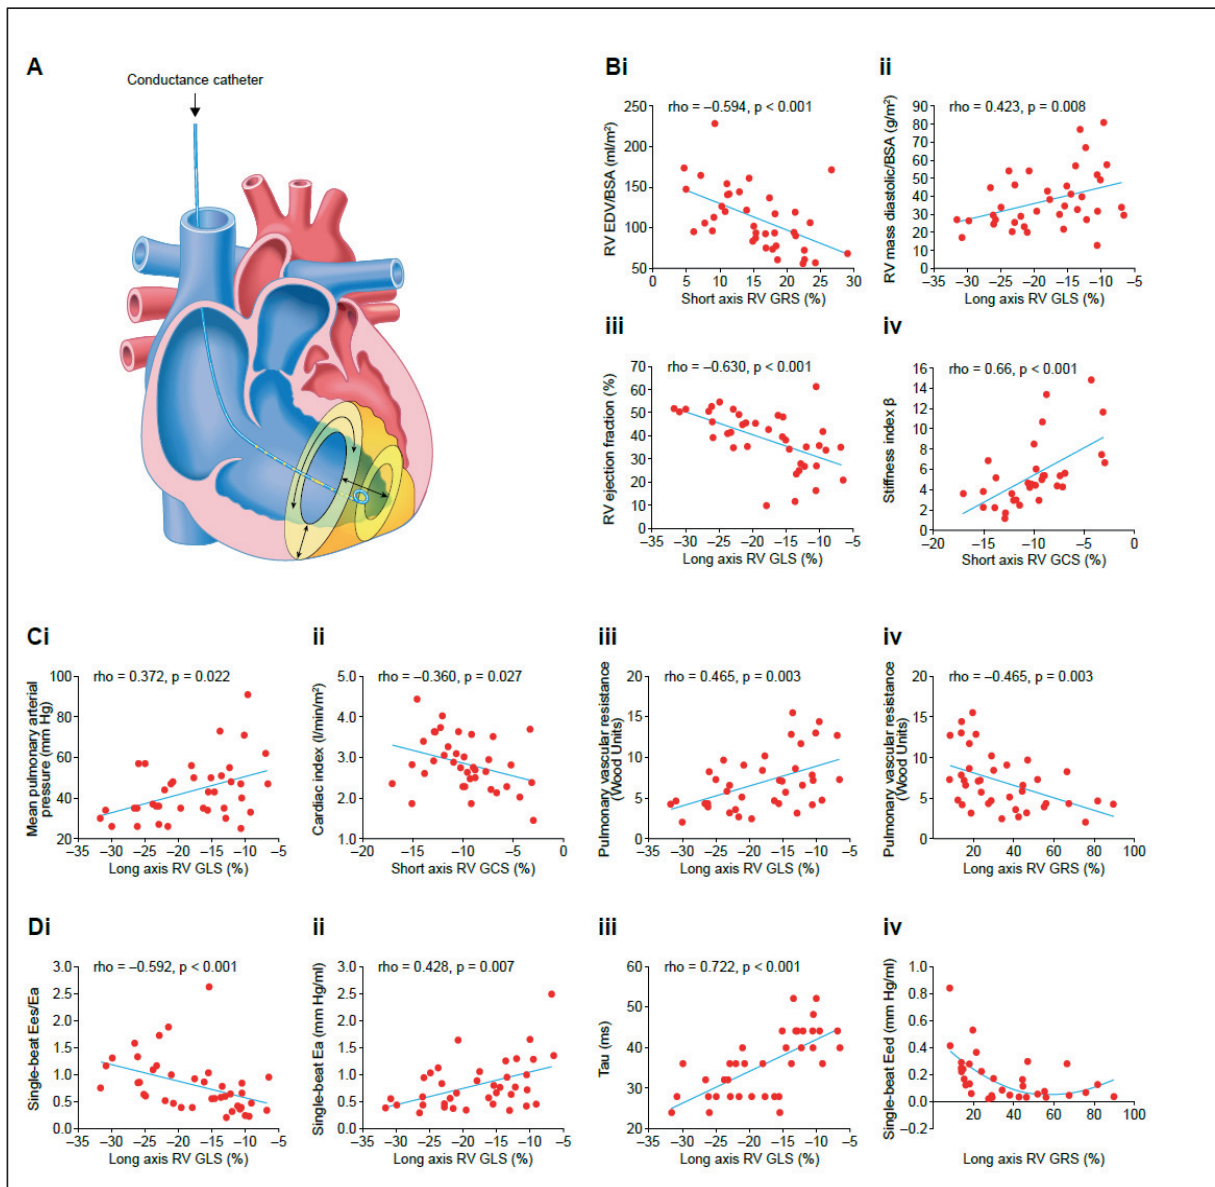 A
Conductance catheter
Bi
rho = –0.594, p < 0.001
RV EDV/BSA (ml/m²)
250
200
150
100
50
0
5
10
15
20
25
30
Short axis RV GRS (%)
ii
rho = 0.423, p = 0.008
RV mass diastolic/BSA (g/m²)
90
80
70
60
50
40
30
20
10
0
–35
–30
–25
–20
–15
–10
–5
Long axis RV GLS (%)
iii
rho = –0.630, p < 0.001
RV ejection fraction (%)
70
60
50
40
30
20
10
0
–35
–30
–25
–20
–15
–10
–5
Long axis RV GLS (%)
iv
rho = 0.66, p < 0.001
Stiffness index β
16
14
12
10
8
6
4
2
0
–20
–15
–10
–5
0
Short axis RV GCS (%)
Ci
rho = 0.372, p = 0.022
Mean pulmonary arterial
pressure (mm Hg)
100
80
60
40
20
–35
–30
–25
–20
–15
–10
–5
Long axis RV GLS (%)
ii
rho = –0.360, p = 0.027
Cardiac index (l/min/m²)
5.0
4.0
3.0
2.0
1.0
–20
–15
–10
–5
0
Short axis RV GCS (%)
iii
rho = 0.465, p = 0.003
Pulmonary vascular resistance
(Wood Units)
20
15
10
5
0
–35
–30
–25
–20
–15
–10
–5
Long axis RV GLS (%)
iv
rho = –0.465, p = 0.003
Pulmonary vascular resistance
(Wood Units)
20
15
10
5
0
0
20
40
60
80
100
Long axis RV GRS (%)
Di
rho = –0.592, p < 0.001
Single-beat Ees/Ea
3.0
2.5
2.0
1.5
1.0
0.5
0.0
–35
–30
–25
–20
–15
–10
–5
Long axis RV GLS (%)
ii
rho = 0.428, p = 0.007
Single-beat Ea (mm Hg/ml)
3.0
2.5
2.0
1.5
1.0
0.5
0.0
–35
–30
–25
–20
–15
–10
–5
Long axis RV GLS (%)
iii
rho = 0.722, p < 0.001
Tau (ms)
60
50
40
30
20
–35
–30
–25
–20
–15
–10
–5
Long axis RV GLS (%)
iv
Single-beat Eed (mm Hg/ml)
1.0
0.8
0.6
0.4
0.2
0.0
–0.2
20
40
60
80
100
Long axis RV GRS (%)